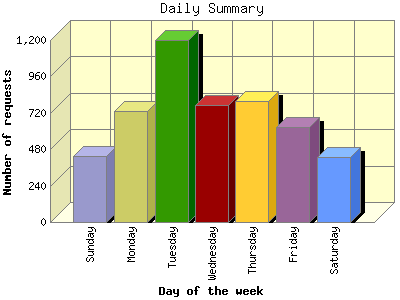 Daily Summary
Number of requests
1,200
960
720
480
240
0
Sunday
Monday
Tuesday
Wednesday
Thursday
Friday
Saturday
Day of the week